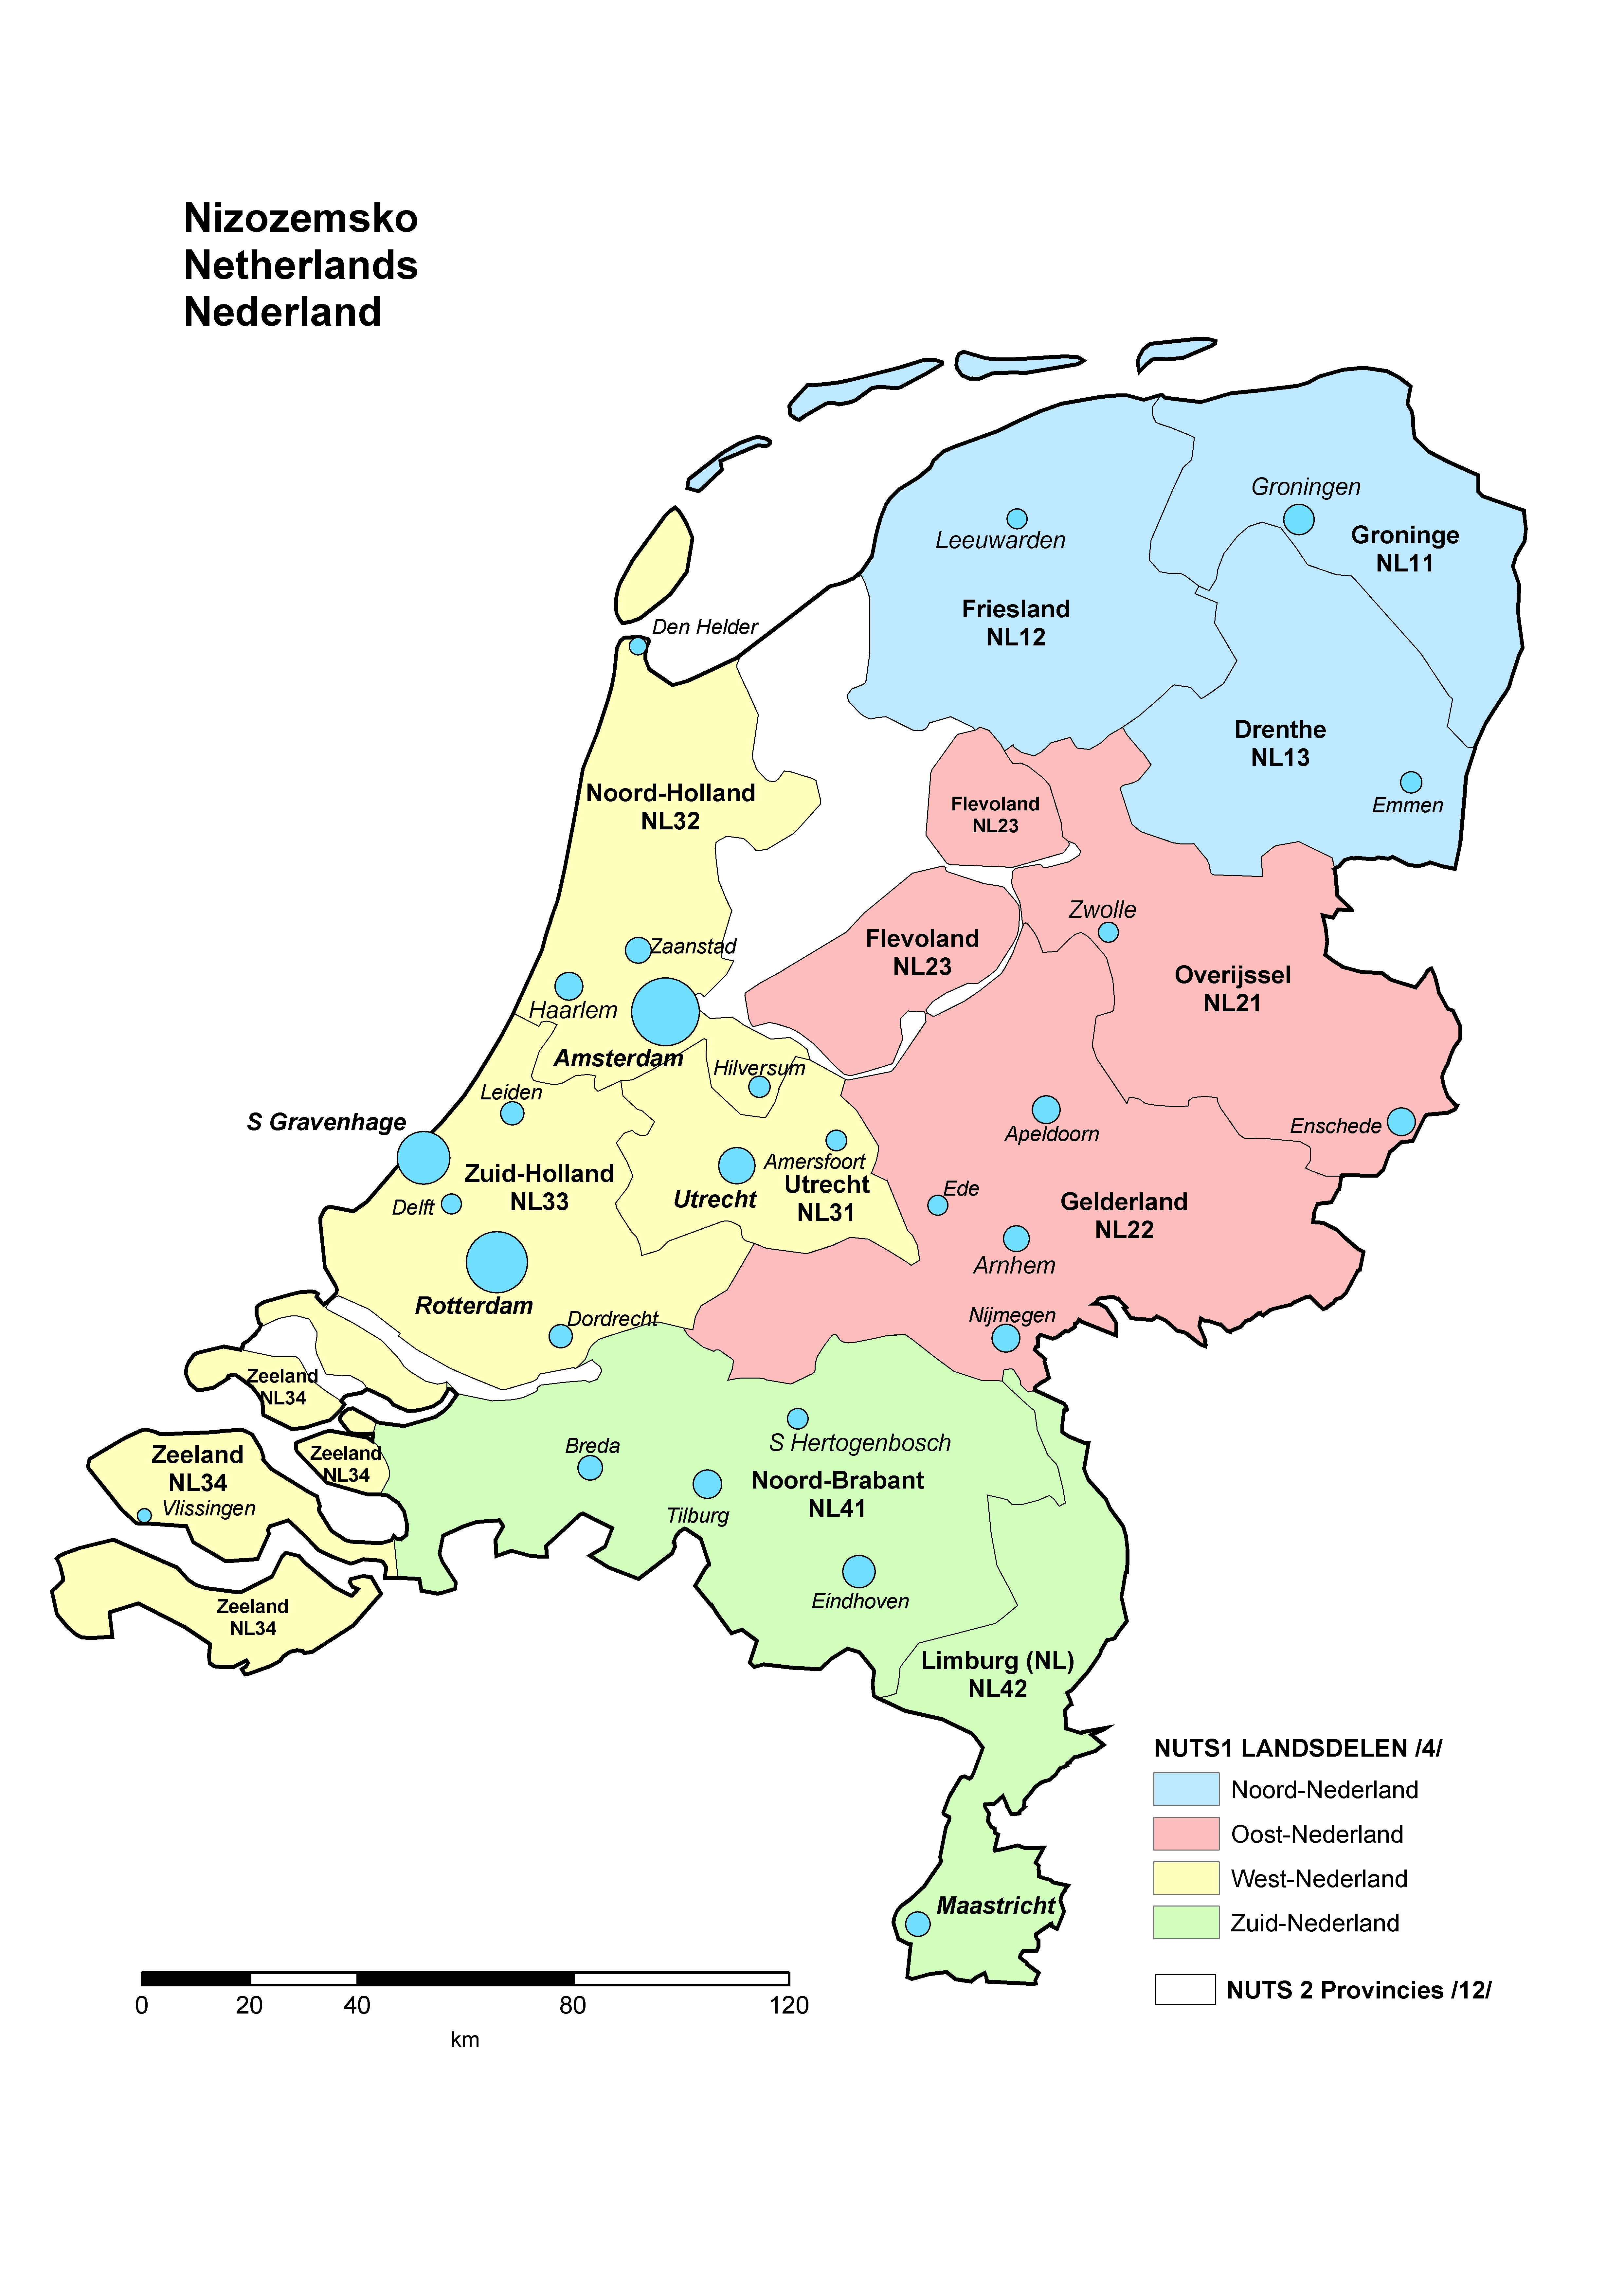 Nizozemsko
Netherlands
Nederland
Groningen
Groninge
NL11
Leeuwarden
Friesland
NL12
Den Helder
Drenthe
NL13
Emmen
Noord-Holland
NL32
Flevoland
NL23
Zwolle
Flevoland
NL23
Zaanstad
Overijssel
NL21
Haarlem
Amsterdam
Hilversum
Leiden
S Gravenhage
Enschede
Apeldoorn
Amersfoort
Zuid-Holland
NL33
Utrecht
Utrecht
NL31
Ede
Delft
Gelderland
NL22
Arnhem
Rotterdam
Dordrecht
Nijmegen
Zeeland
NL34
S Hertogenbosch
Breda
Zeeland
NL34
Zeeland
NL34
Vlissingen
Noord-Brabant
NL41
Tilburg
Eindhoven
Zeeland
NL34
Limburg (NL)
NL42
Maastricht
NUTS1 LANDSDELEN /4/
Noord-Nederland
Oost-Nederland
West-Nederland
Zuid-Nederland
NUTS 2 Provincies /12/
0 20 40 80 120
km